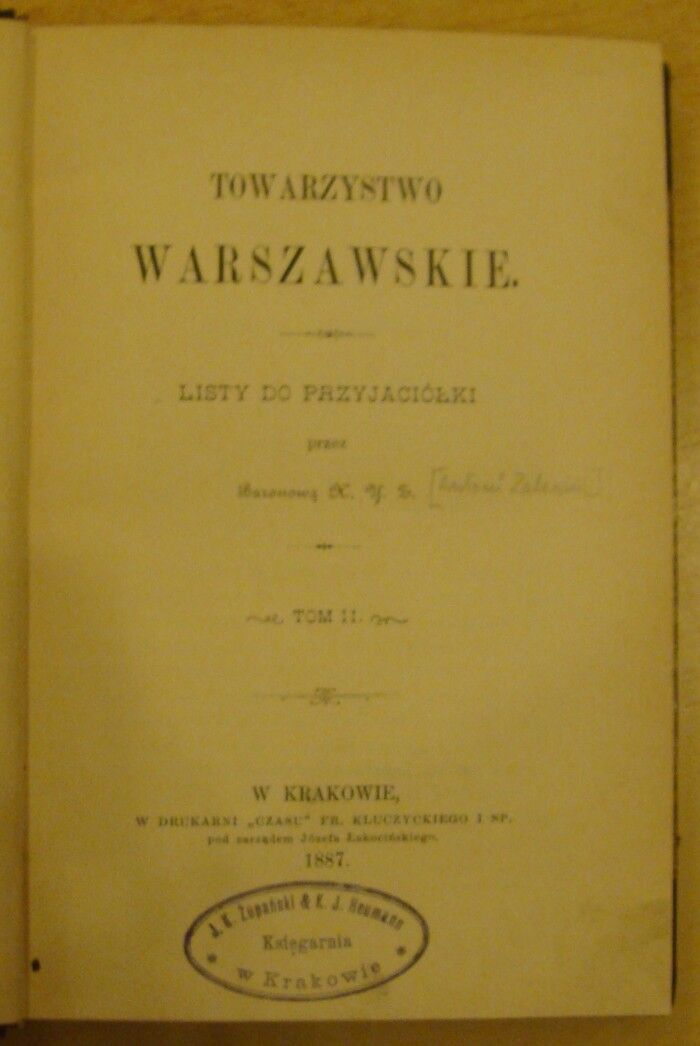 TOWARZYSTWO
WARSZAWSKIE.
LISTY DO PRZYJACIÓŁKI
przez
Baronową X. Y. Z.
TOM II.
W KRAKOWIE,
W DRUKARNI „CZASU" FR. KLUCZYCKIEGO I SP.
pod zarządem Józefa Łakocińskiego.
1887.
J. K. Żupański & K. J. Heumann
Księgarnia
* w Krakowie *